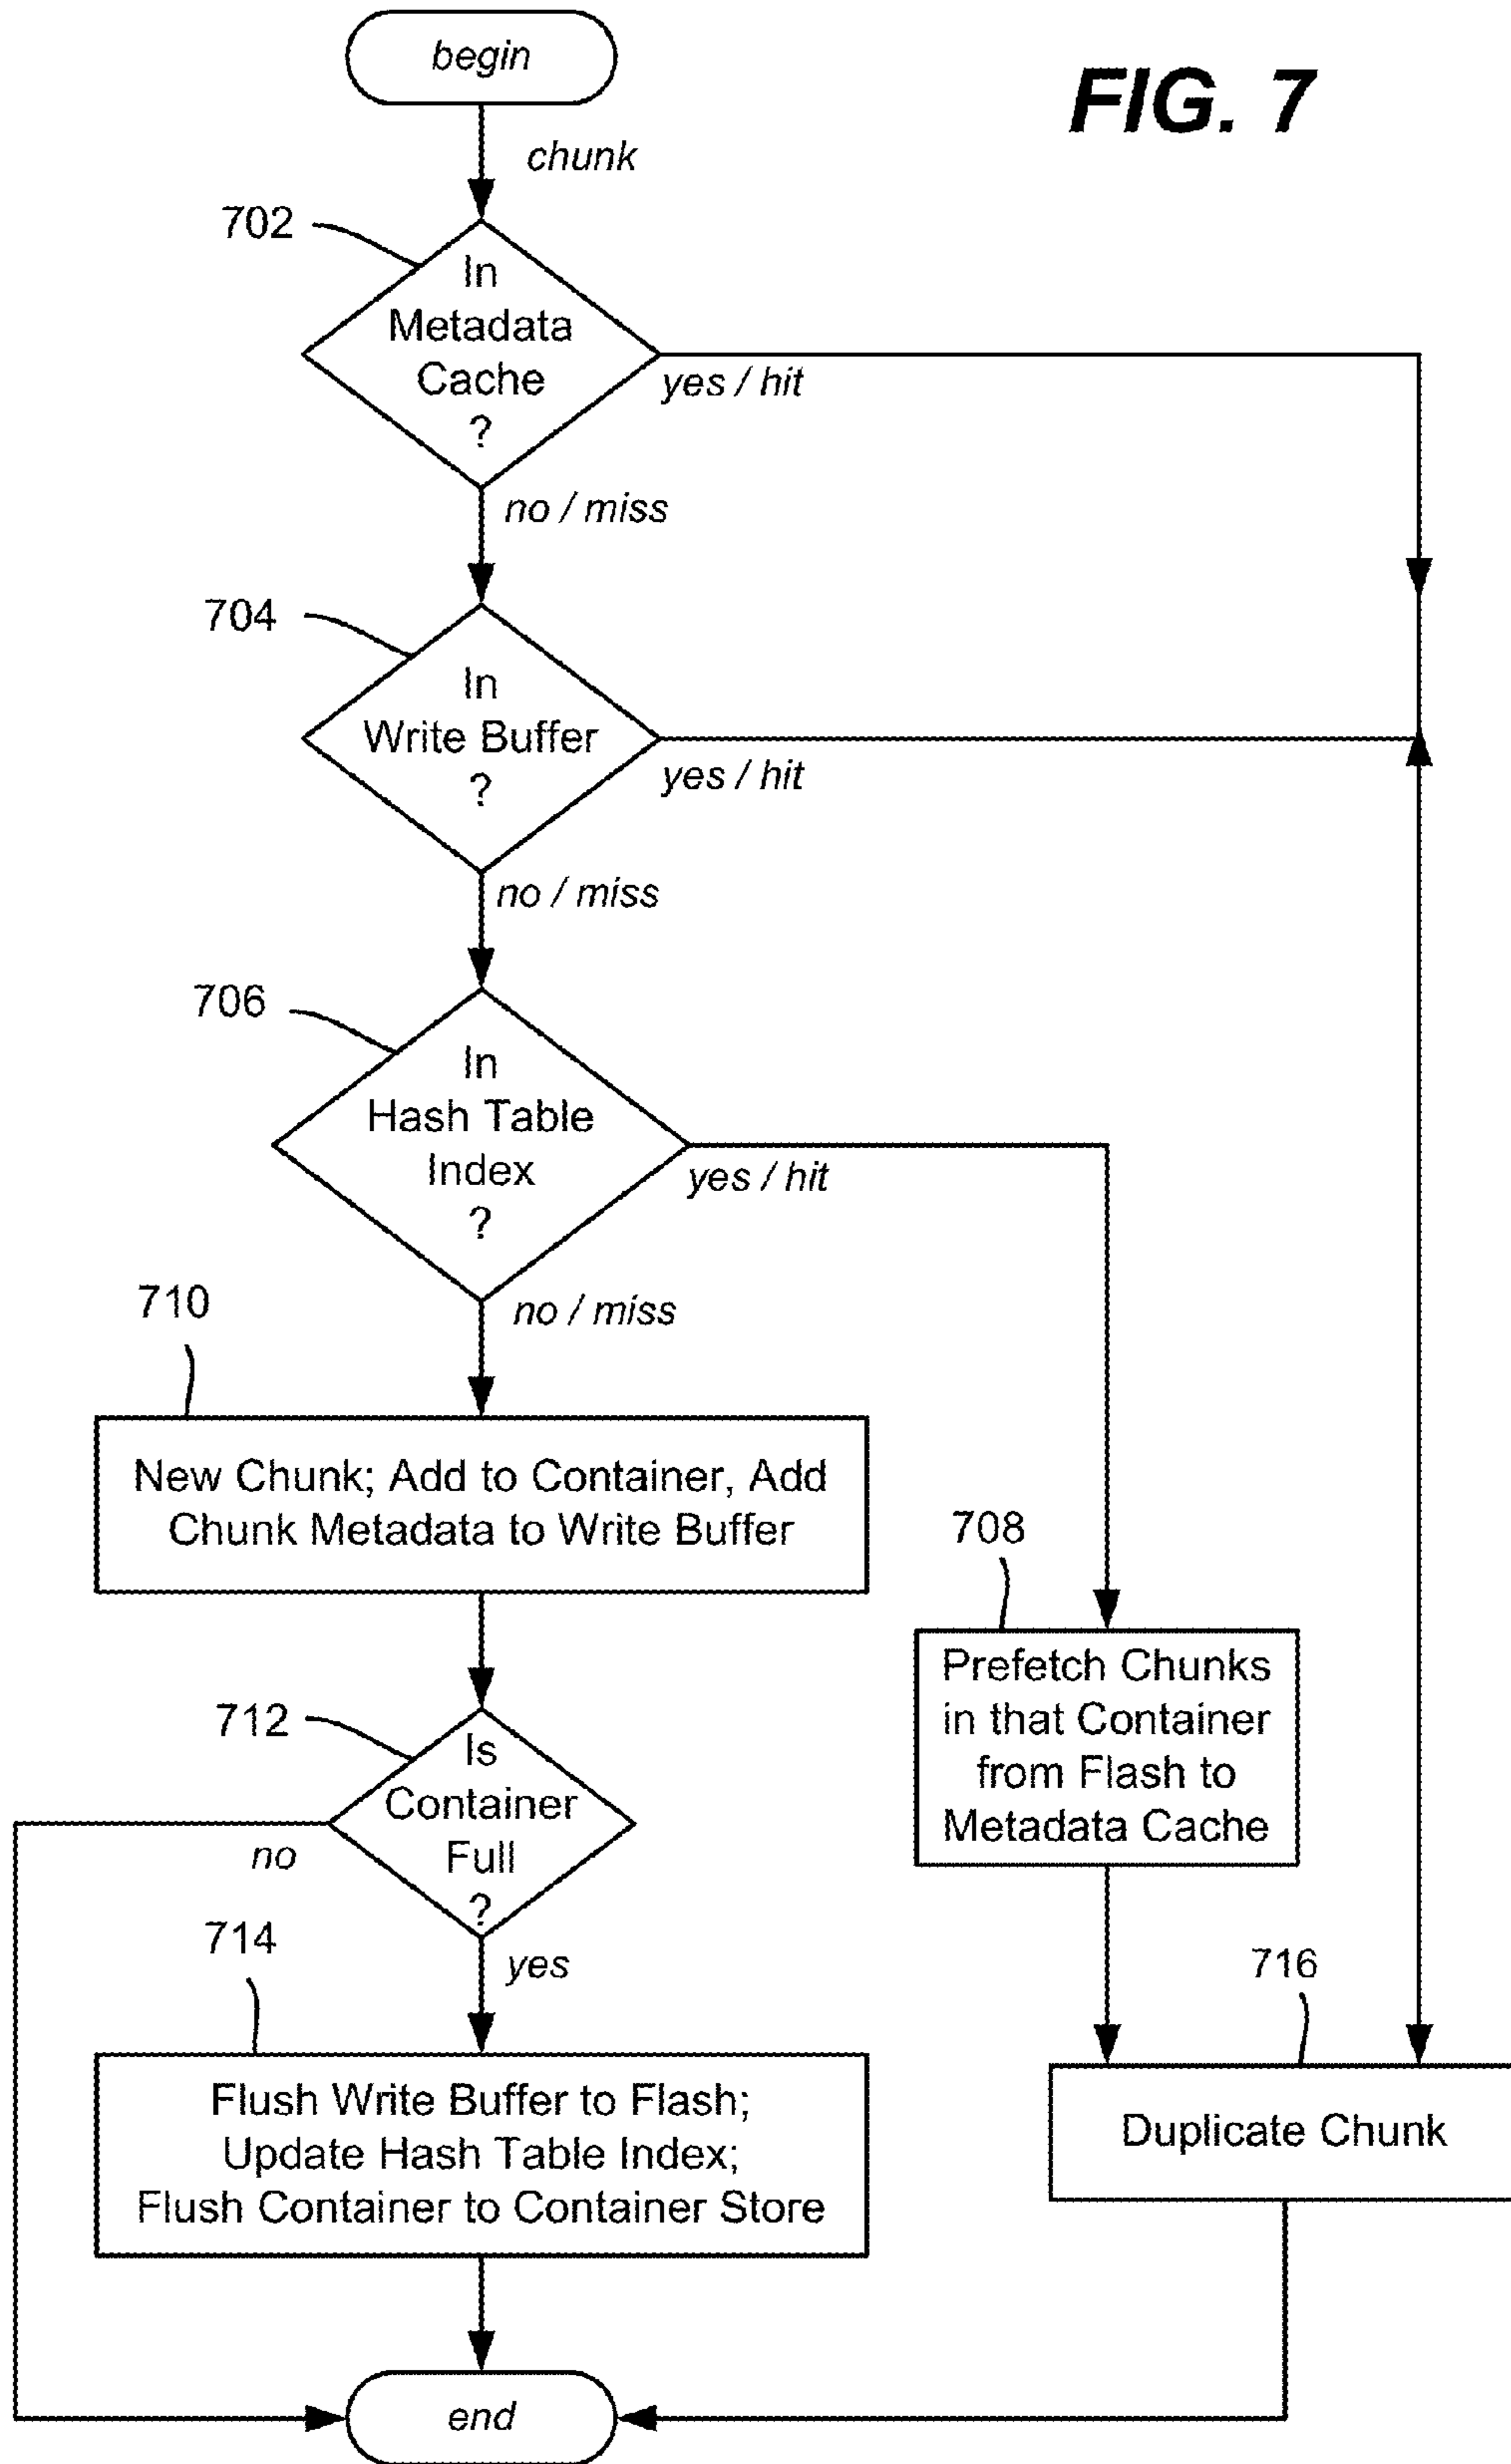 begin
FIG. 7
chunk
702
In
Metadata
Cache
?
yes / hit
no / miss
704
In
Write Buffer
?
yes / hit
no / miss
706
In
Hash Table
Index
?
yes / hit
no / miss
710
New Chunk; Add to Container, Add
Chunk Metadata to Write Buffer
708
Prefetch Chunks
in that Container
from Flash to
Metadata Cache
712
Is
Container
Full
?
no
yes
714
Flush Write Buffer to Flash;
Update Hash Table Index;
Flush Container to Container Store
716
Duplicate Chunk
end